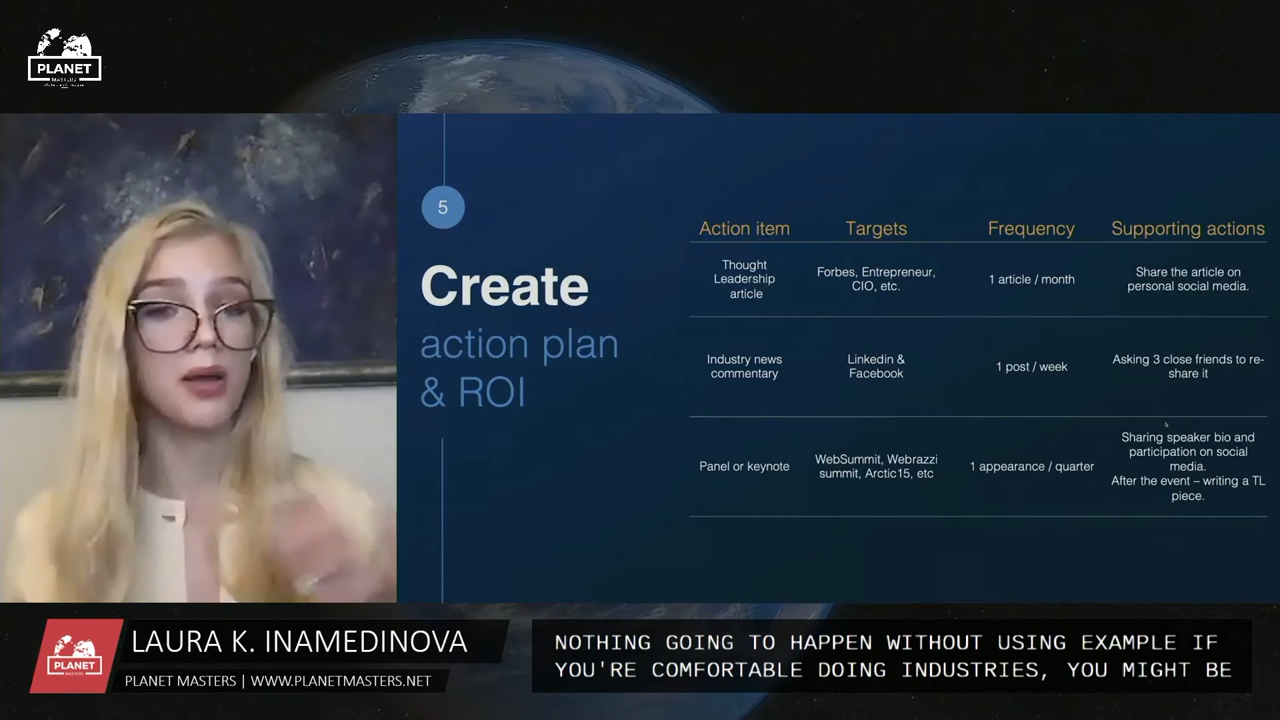 PLANET
MASTERS
5
Create
action plan
& ROI
Action item
Targets
Frequency
Supporting actions
Thought
Leadership
article
Forbes, Entrepreneur,
CIO, etc.
1 article / month
Share the article on
personal social media.
Industry news
commentary
Linkedin &
Facebook
1 post / week
Asking 3 close friends to re-
share it
Panel or keynote
WebSummit, Webrazzi
summit, Arctic15, etc
1 appearance / quarter
Sharing speaker bio and
participation on social
media.
After the event – writing a TL
piece.
PLANET
MASTERS
LAURA K. INAMEDINOVA
PLANET MASTERS | WWW.PLANETMASTERS.NET
NOTHING GOING TO HAPPEN WITHOUT USING EXAMPLE IF
YOU'RE COMFORTABLE DOING INDUSTRIES, YOU MIGHT BE